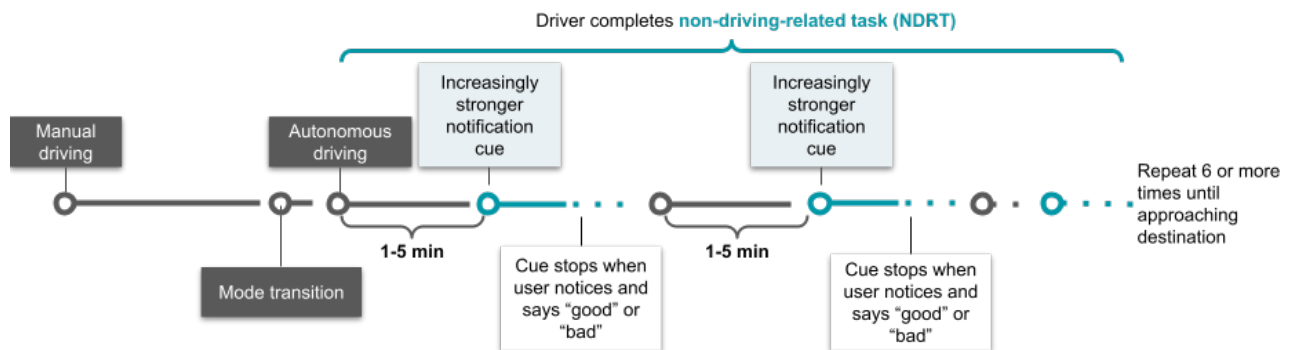 Driver completes non-driving-related task (NDRT)
Increasingly
stronger
notification
cue
Increasingly
stronger
notification
cue
Manual
driving
Autonomous
driving
Repeat 6 or more
times until
approaching
destination
1-5 min
1-5 min
Mode transition
Cue stops when
user notices and
says “good” or
“bad”
Cue stops when
user notices and
says “good” or
“bad”